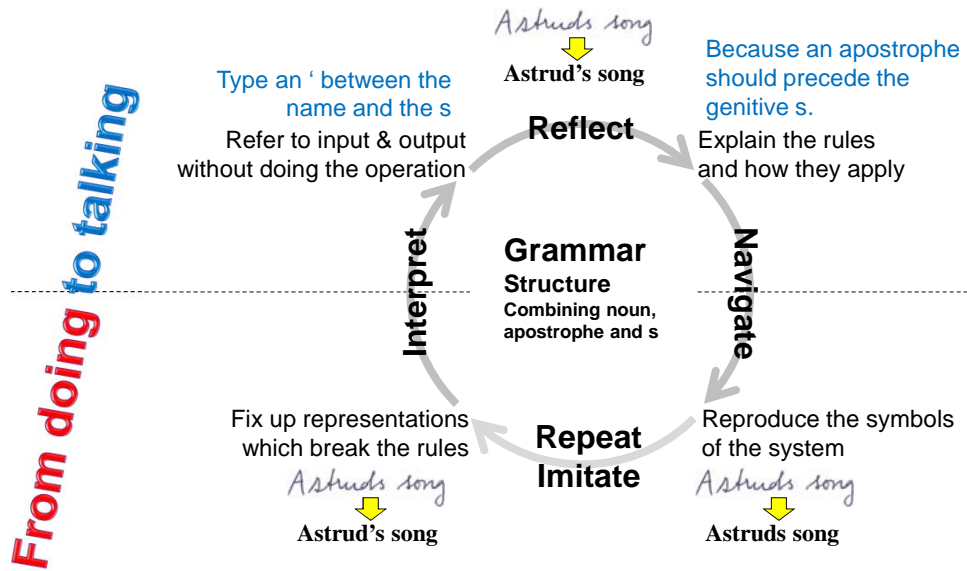 Astruds song
Astrud's song
Type an ‘ between the
name and the s
Because an apostrophe
should precede the
genitive s.
Refer to input & output
without doing the operation
Reflect
Explain the rules
and how they apply
From doing to talking
Interpret
Grammar
Structure
Combining noun,
apostrophe and s
Navigate
Fix up representations
which break the rules
Astruds song
Astrud's song
Repeat
Imitate
Reproduce the symbols
of the system
Astruds song
Astruds song